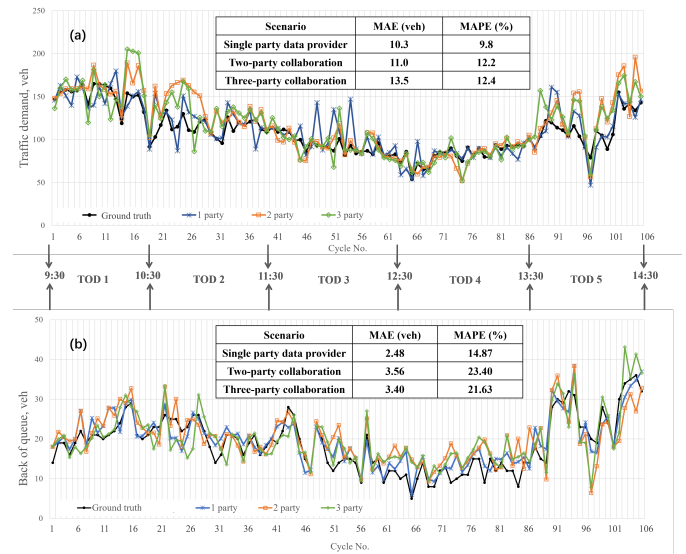 250
200
150
100
50
0
Traffic demand, veh
(a)
Scenario MAE (veh) MAPE (%)
Single party data provider 10.3 9.8
Two-party collaboration 11.0 12.2
Three-party collaboration 13.5 12.4
Ground truth 1 party 2 party 3 party
1 6 11 16 21 26 31 36 41 46 51 56 61 66 71 76 81 86 91 96 101 106
Cycle No.
TOD 1 TOD 2 TOD 3 TOD 4 TOD 5
9:30 10:30 11:30 12:30 13:30 14:30
50
40
30
20
10
0
Back of queue, veh
(b)
Scenario MAE (veh) MAPE (%)
Single party data provider 2.48 14.87
Two-party collaboration 3.56 23.40
Three-party collaboration 3.40 21.63
Ground truth 1 party 2 party 3 party
1 6 11 16 21 26 31 36 41 46 51 56 61 66 71 76 81 86 91 96 101 106
Cycle No.